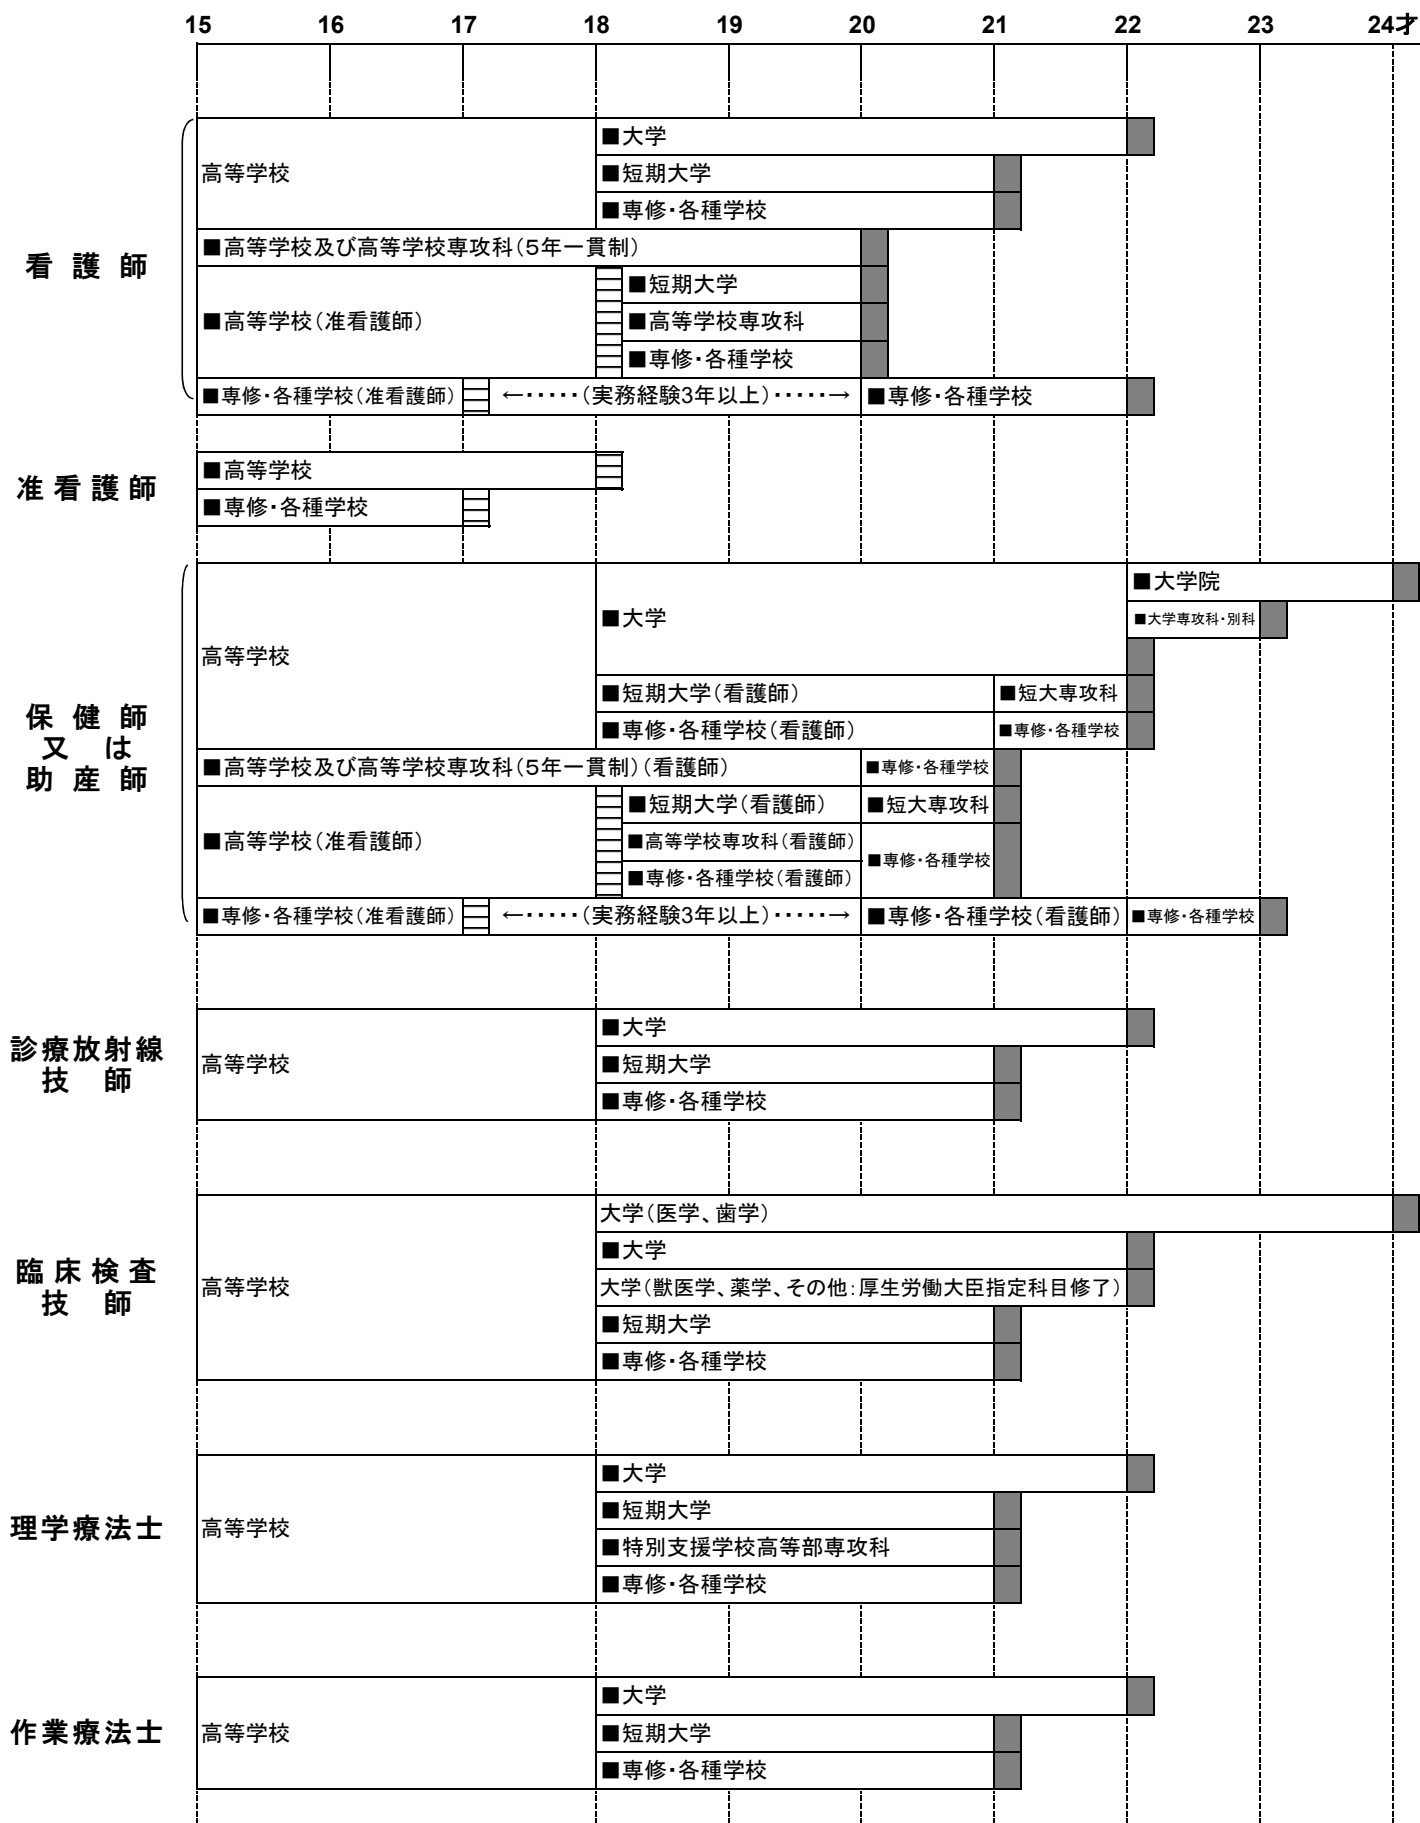 15 16 17 18 19 20 21 22 23 24才
看護師
高等学校
■大学
■短期大学
■専修・各種学校
■高等学校及び高等学校専攻科（5年一貫制）
■高等学校（准看護師）
■短期大学
■高等学校専攻科
■専修・各種学校
■専修・各種学校（准看護師） ←・・・・・（実務経験3年以上）・・・・・→ ■専修・各種学校
准看護師
■高等学校
■専修・各種学校
保健師
又は
助産師
高等学校
■大学
■大学院
■大学専攻科・別科
■短期大学（看護師） ■短大専攻科
■専修・各種学校（看護師） ■専修・各種学校
■高等学校及び高等学校専攻科（5年一貫制）（看護師） ■専修・各種学校
■高等学校（准看護師）
■短期大学（看護師） ■短大専攻科
■高等学校専攻科（看護師）
■専修・各種学校
■専修・各種学校（看護師）
■専修・各種学校（准看護師） ←・・・・・（実務経験3年以上）・・・・・→ ■専修・各種学校（看護師） ■専修・各種学校
診療放射線
技師
高等学校
■大学
■短期大学
■専修・各種学校
臨床検査
技師
高等学校
大学（医学、歯学）
■大学
大学（獣医学、薬学、その他：厚生労働大臣指定科目修了）
■短期大学
■専修・各種学校
理学療法士
高等学校
■大学
■短期大学
■特別支援学校高等部専攻科
■専修・各種学校
作業療法士
高等学校
■大学
■短期大学
■専修・各種学校